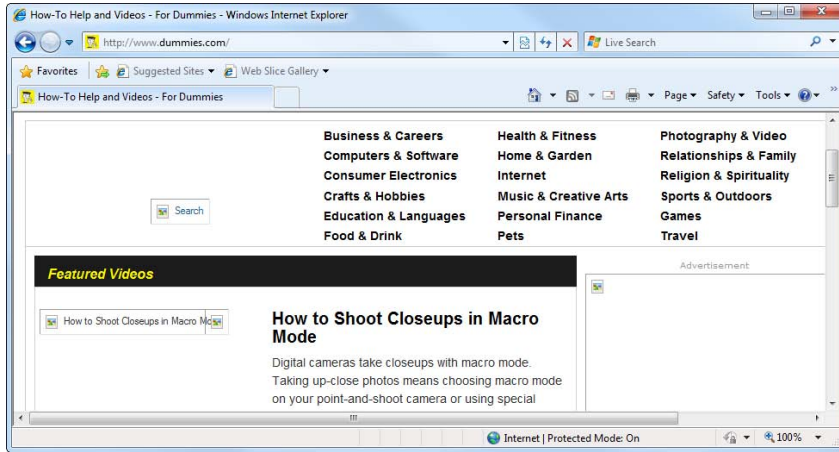 How-To Help and Videos - For Dummies - Windows Internet Explorer
http://www.dummies.com/
Live Search
Favorites Suggested Sites Web Slice Gallery
How-To Help and Videos - For Dummies
Page Safety Tools »
Business & Careers Health & Fitness Photography & Video
Computers & Software Home & Garden Relationships & Family
Consumer Electronics Internet Religion & Spirituality
Crafts & Hobbies Music & Creative Arts Sports & Outdoors
Search
Education & Languages Personal Finance Games
Food & Drink Pets Travel
Featured Videos
Advertisement
How to Shoot Closeups in Macro Mo
How to Shoot Closeups in Macro
Mode
Digital cameras take closeups with macro mode.
Taking up-close photos means choosing macro mode
on your point-and-shoot camera or using special
Internet | Protected Mode: On
100%